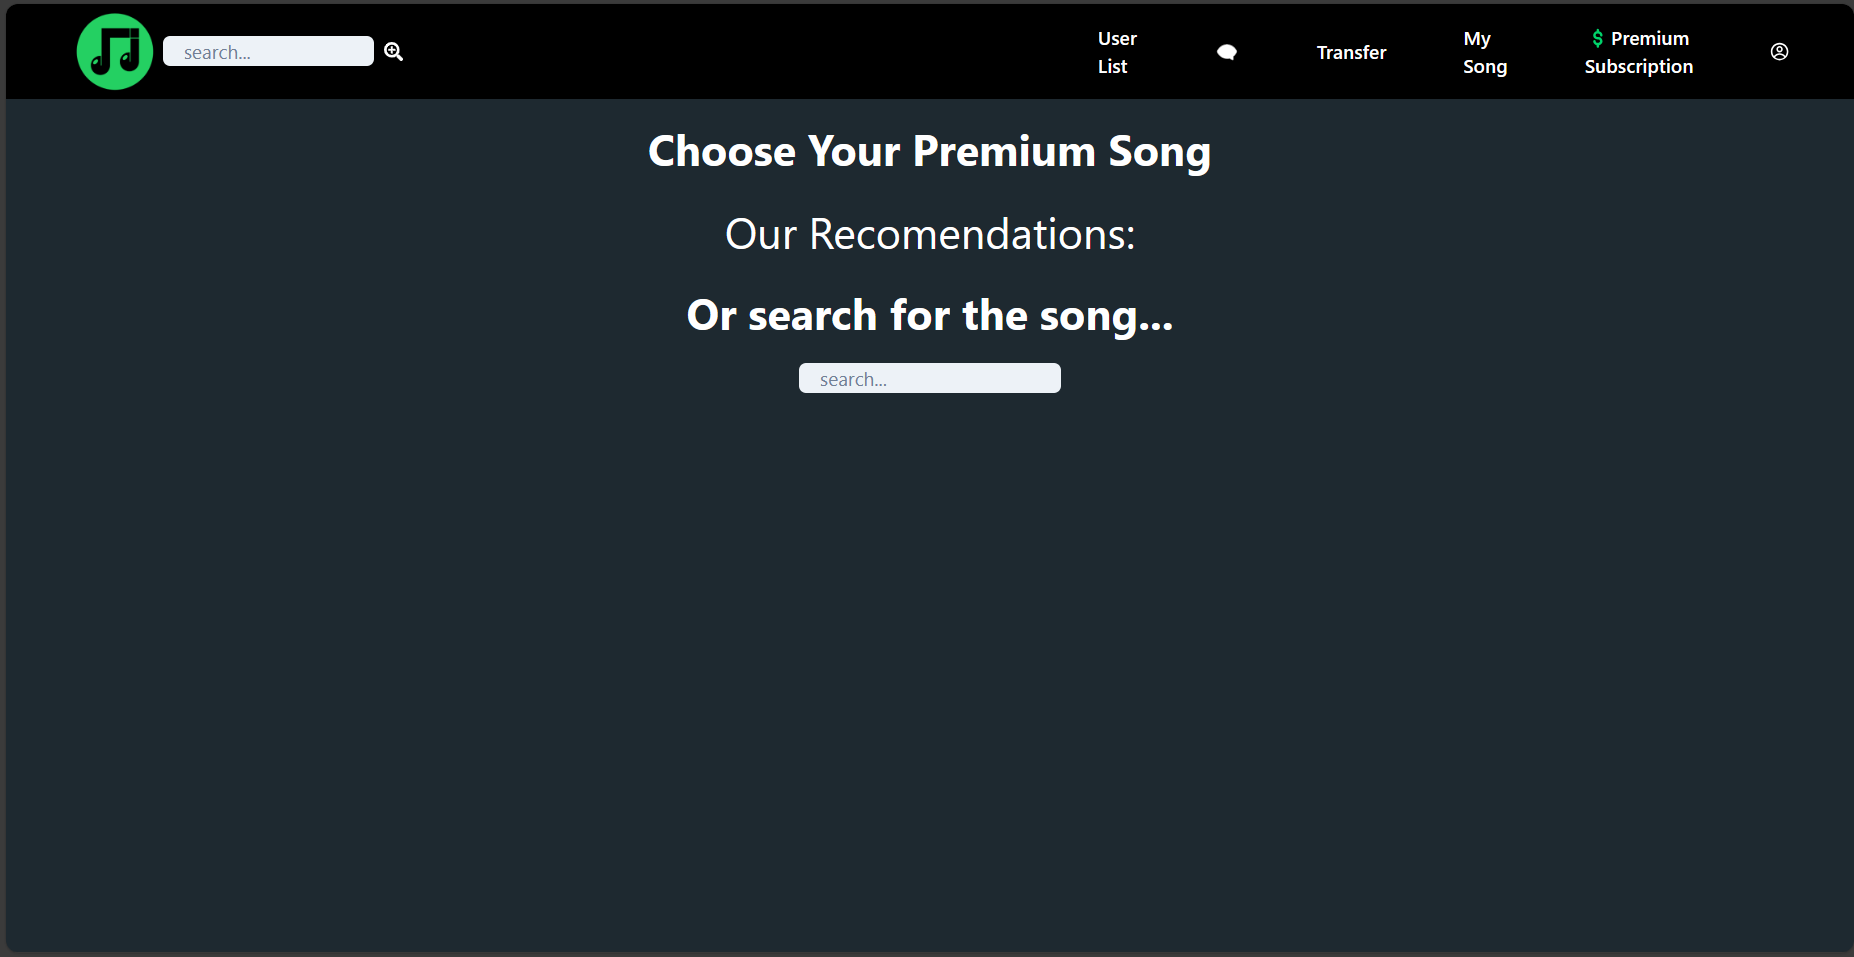 search...
User
List
Transfer
My
Song
$ Premium
Subscription
Choose Your Premium Song
Our Recomendations:
Or search for the song...
search...